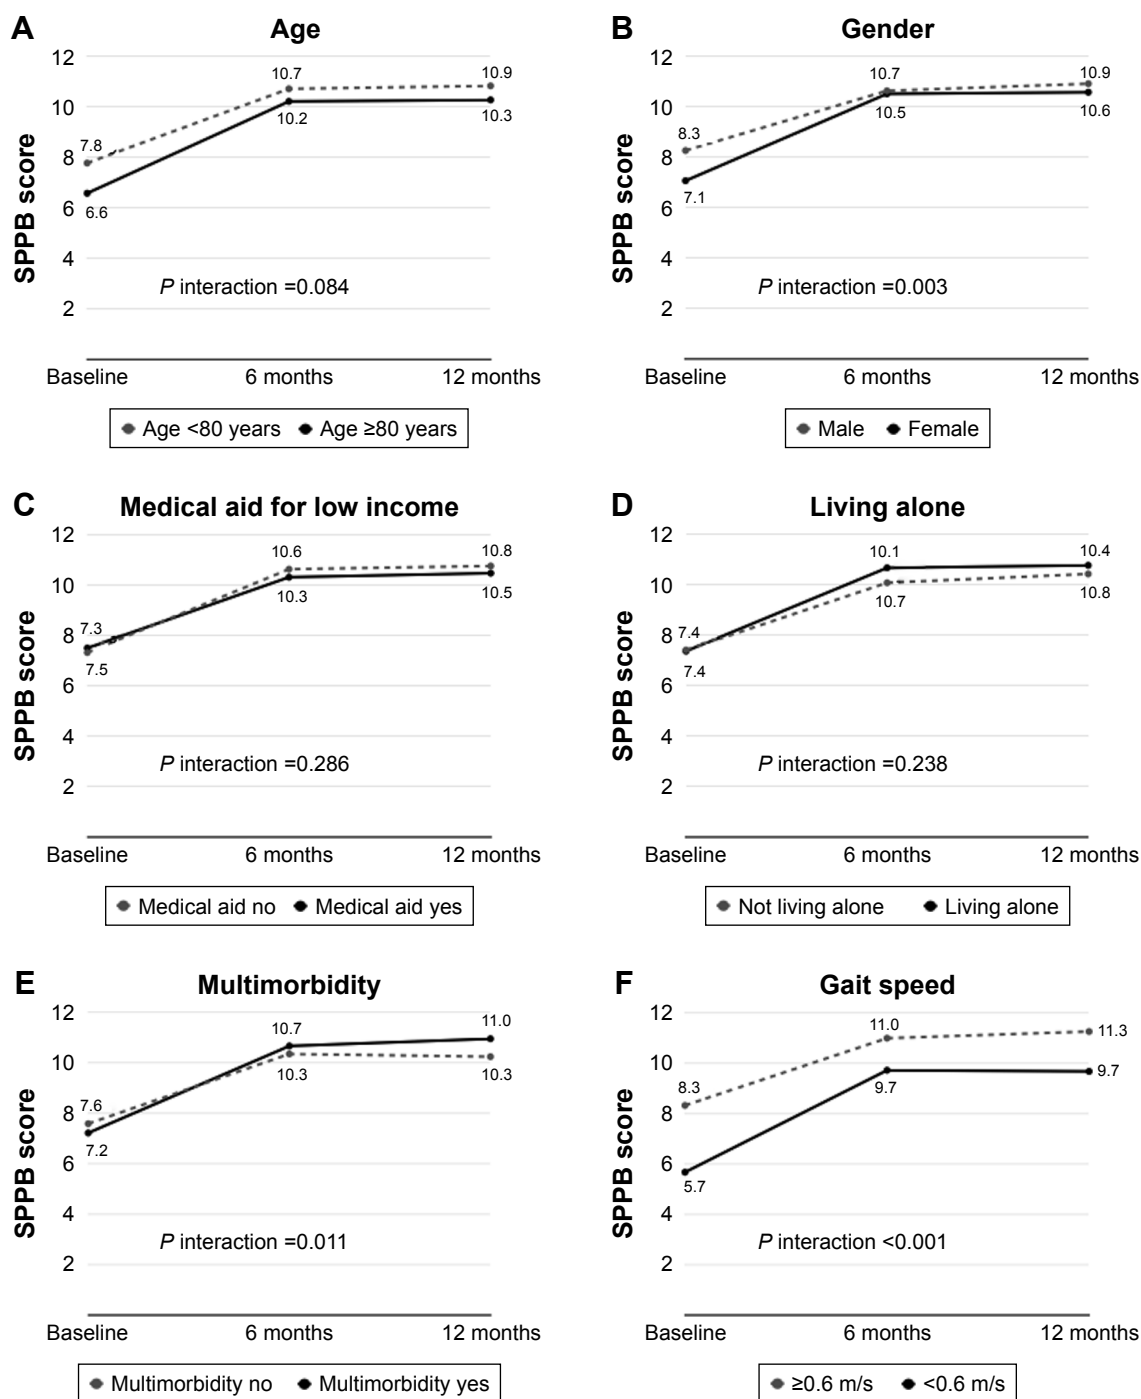 A Age
SPPB score
12
10
8
6
4
2
7.8
6.6
10.7
10.2
10.9
10.3
P interaction =0.084
Baseline 6 months 12 months
Age <80 years Age ≥80 years
B Gender
SPPB score
12
10
8
6
4
2
8.3
7.1
10.7
10.5
10.9
10.6
P interaction =0.003
Baseline 6 months 12 months
Male Female
C Medical aid for low income
SPPB score
12
10
8
6
4
2
7.3
7.5
10.6
10.3
10.8
10.5
P interaction =0.286
Baseline 6 months 12 months
Medical aid no Medical aid yes
D Living alone
SPPB score
12
10
8
6
4
2
7.4
7.4
10.1
10.7
10.4
10.8
P interaction =0.238
Baseline 6 months 12 months
Not living alone Living alone
E Multimorbidity
SPPB score
12
10
8
6
4
2
7.6
7.2
10.7
10.3
11.0
10.3
P interaction =0.011
Baseline 6 months 12 months
Multimorbidity no Multimorbidity yes
F Gait speed
SPPB score
12
10
8
6
4
2
8.3
5.7
11.0
9.7
11.3
9.7
P interaction <0.001
Baseline 6 months 12 months
≥0.6 m/s <0.6 m/s